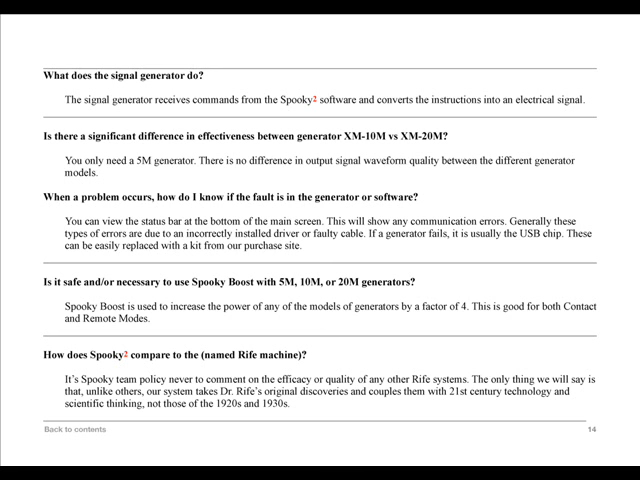 What does the signal generator do?
The signal generator receives commands from the Spooky2 software and converts the instructions into an electrical signal.
Is there a significant difference in effectiveness between generator XM-10M vs XM-20M?
You only need a 5M generator. There is no difference in output signal waveform quality between the different generator
models.
When a problem occurs, how do I know if the fault is in the generator or software?
You can view the status bar at the bottom of the main screen. This will show any communication errors. Generally these
types of errors are due to an incorrectly installed driver or faulty cable. If a generator fails, it is usually the USB chip. These
can be easily replaced with a kit from our purchase site.
Is it safe and/or necessary to use Spooky Boost with 5M, 10M, or 20M generators?
Spooky Boost is used to increase the power of any of the models of generators by a factor of 4. This is good for both Contact
and Remote Modes.
How does Spooky2 compare to the (named Rife machine)?
It’s Spooky team policy never to comment on the efficacy or quality of any other Rife systems. The only thing we will say is
that, unlike others, our system takes Dr. Rife’s original discoveries and couples them with 21st century technology and
scientific thinking, not those of the 1920s and 1930s.
Back to contents 14